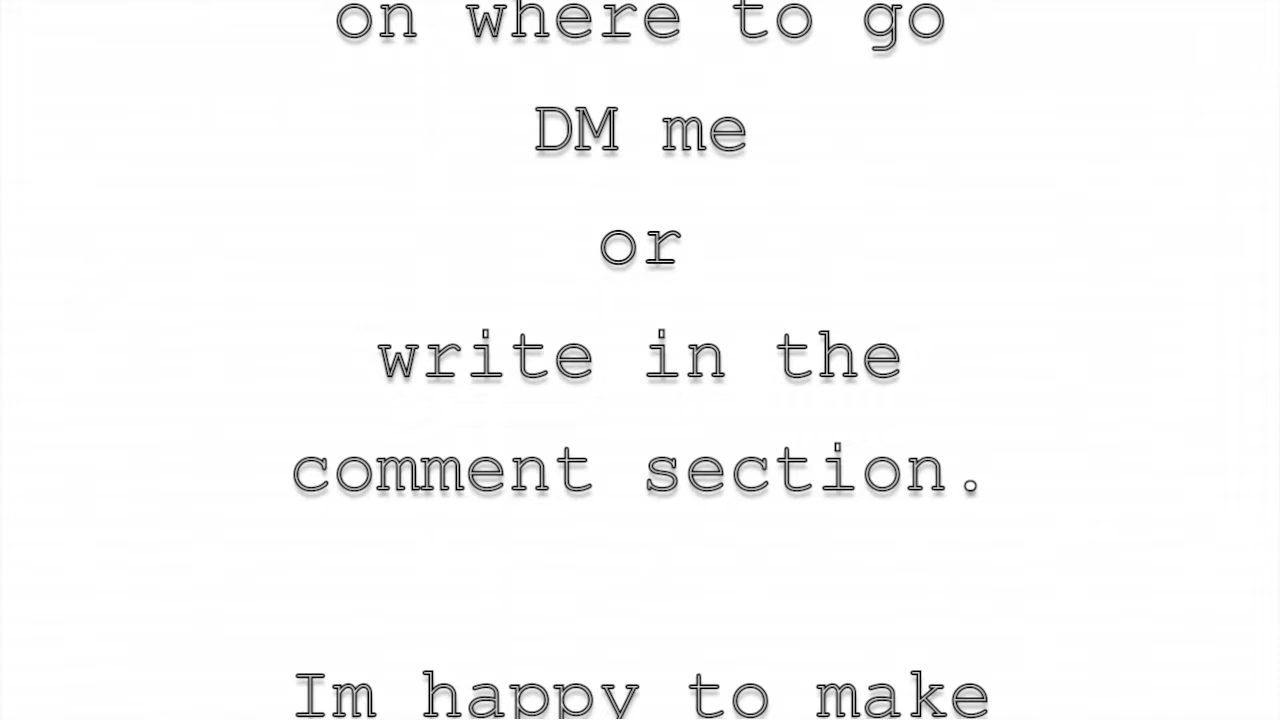 on where to go
DM me
or
write in the
comment section.
Im happy to make